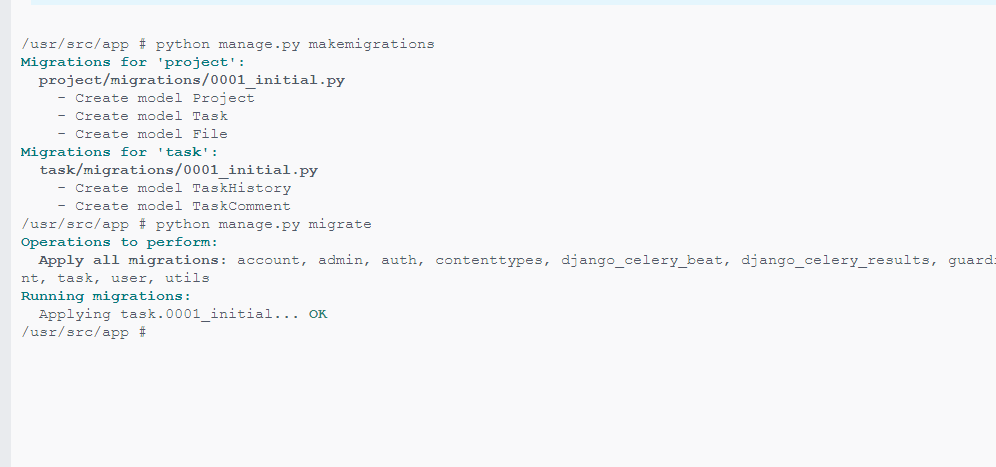 /usr/src/app # python manage.py makemigrations
Migrations for 'project':
project/migrations/0001_initial.py
- Create model Project
- Create model Task
- Create model File
Migrations for 'task':
task/migrations/0001_initial.py
- Create model TaskHistory
- Create model TaskComment
/usr/src/app # python manage.py migrate
Operations to perform:
Apply all migrations: account, admin, auth, contenttypes, django_celery_beat, django_celery_results,
nt, task, user, utils
Running migrations:
Applying task.0001_initial... OK
/usr/src/app #